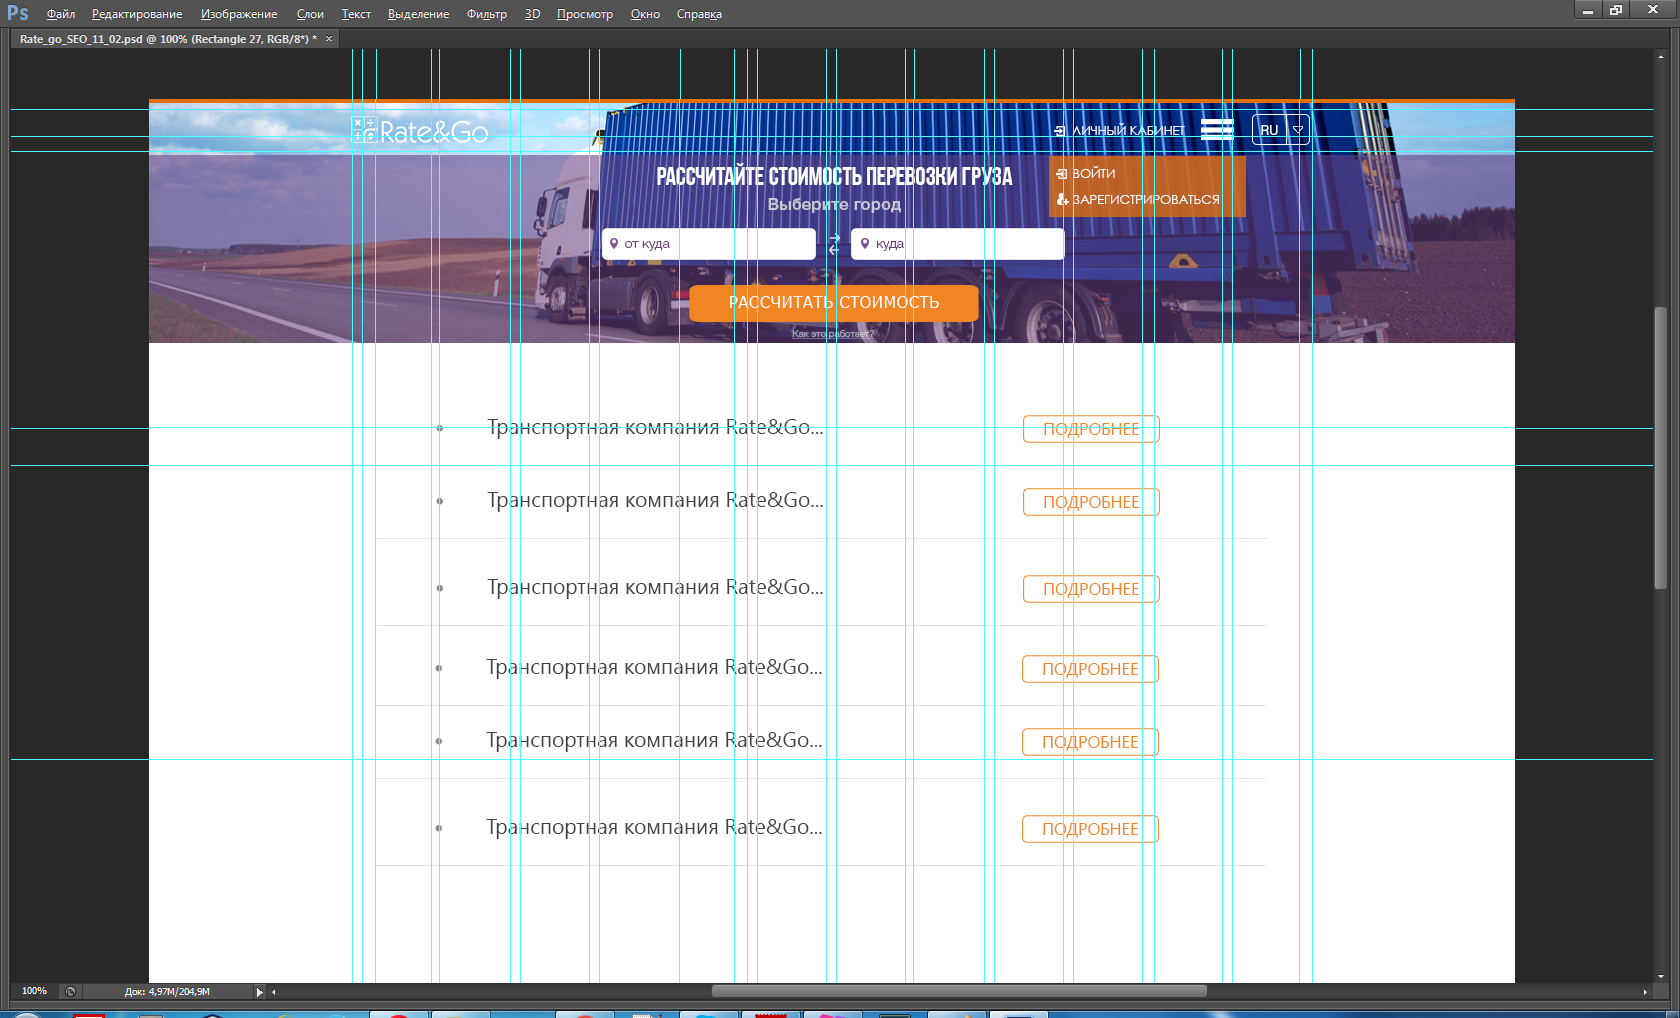 Ps Файл Редактирование Изображение Слои Текст Выделение Фильтр 3D Просмотр Окно Справка
Rate_go_SEO_11_02.psd @ 100% (Rectangle 27, RGB/8*) * ×
Rate&Go
ЛИЧНЫЙ КАБИНЕТ
RU
РАССЧИТАЙТЕ СТОИМОСТЬ ПЕРЕВОЗКИ ГРУЗА
ВОЙТИ
Выберите город
ЗАРЕГИСТРИРОВАТЬСЯ
от куда
куда
РАССЧИТАТЬ СТОИМОСТЬ
Как это работает?
Транспортная компания Rate&Go...
ПОДРОБНЕЕ
Транспортная компания Rate&Go...
ПОДРОБНЕЕ
Транспортная компания Rate&Go...
ПОДРОБНЕЕ
Транспортная компания Rate&Go...
ПОДРОБНЕЕ
Транспортная компания Rate&Go...
ПОДРОБНЕЕ
Транспортная компания Rate&Go...
ПОДРОБНЕЕ
100% Док: 4,97M/204,9M